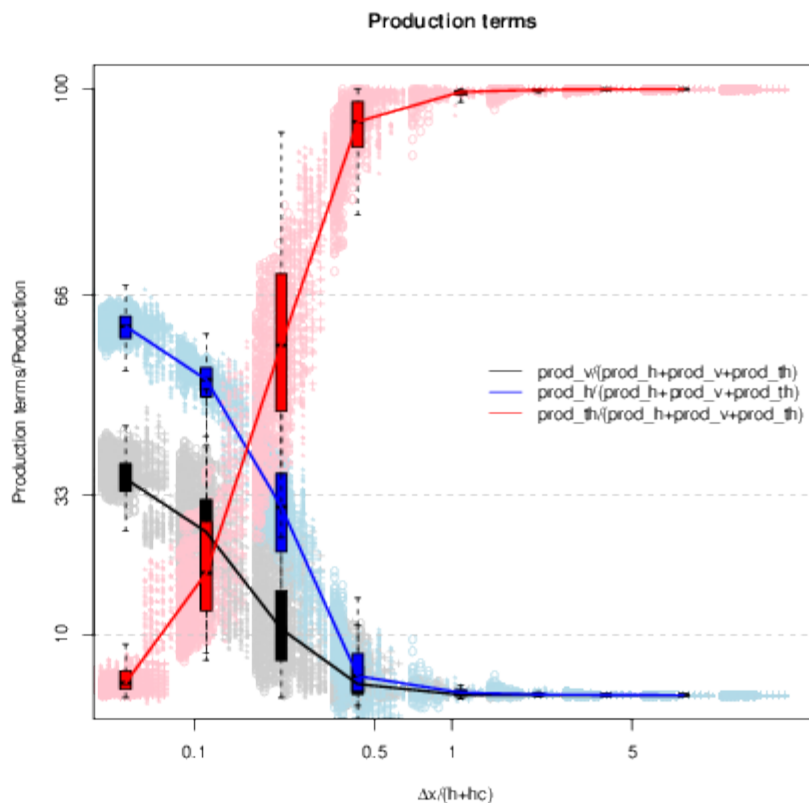 Production terms
Production terms/Production
100
66
33
10
prod_v/(prod_h+prod_v+prod_th)
prod_h/(prod_h+prod_v+prod_th)
prod_th/(prod_h+prod_v+prod_th)
0.1 0.5 1 5
Δx/(h+hc)